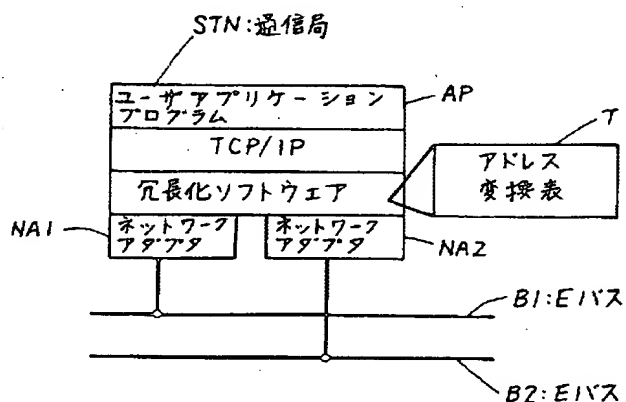 STN:通信局
ユーザアプリケーション
プログラム
AP
TCP/IP
T
冗長化ソフトウェア
アドレス
変換表
NA1
ネットワーク
アダプタ
ネットワーク
アダプタ
NA2
B1:Eバス
B2:Eバス